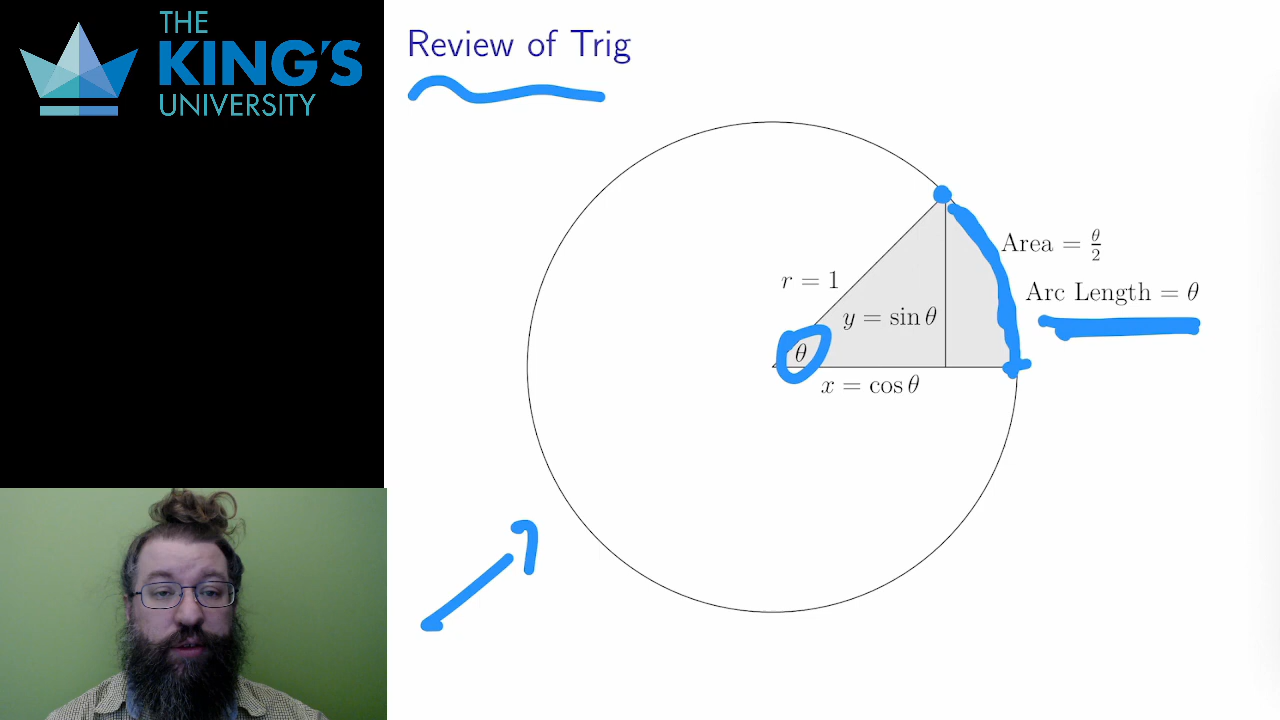 THE
KING'S
UNIVERSITY
Review of Trig
Area = θ/2
r = 1
Arc Length = θ
y = sin θ
θ
x = cos θ